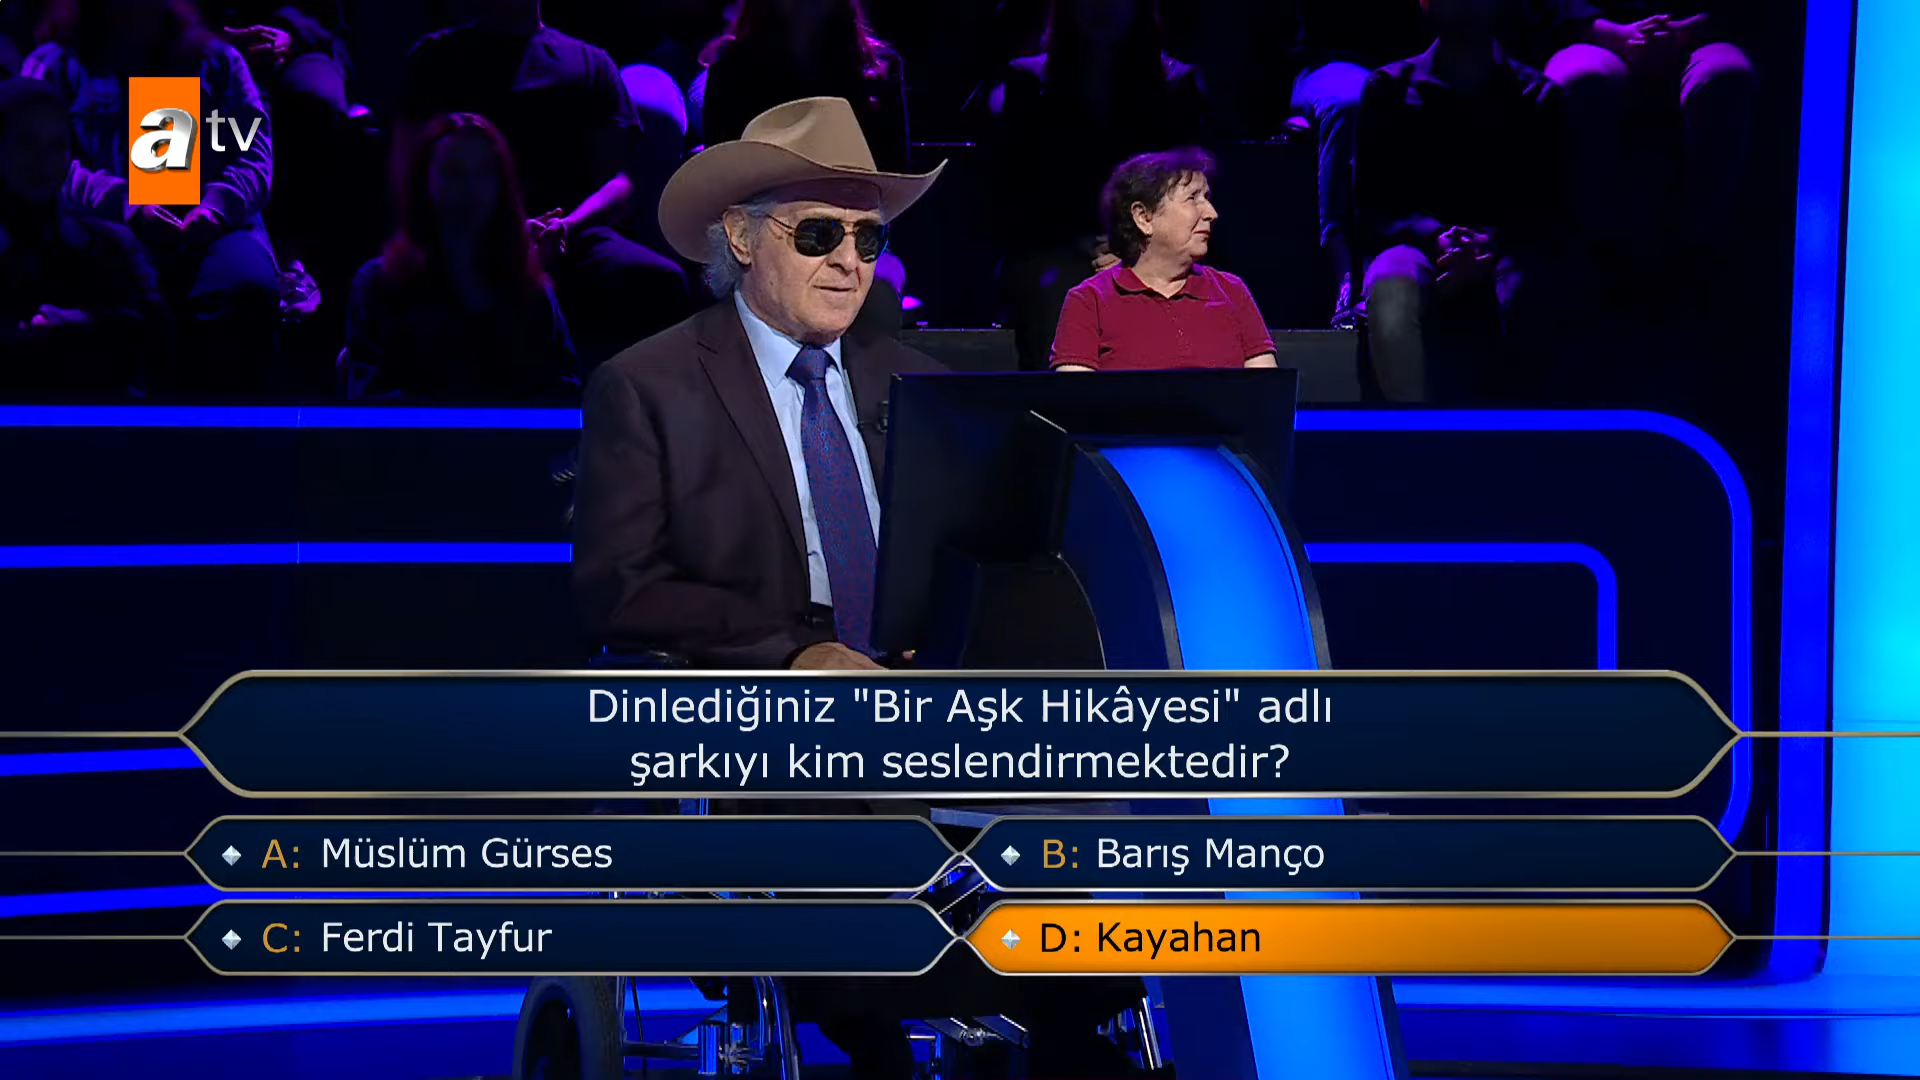 atv
Dinlediğiniz "Bir Aşk Hikâyesi" adlı
şarkıyı kim seslendirmektedir?
A: Müslüm Gürses
B: Barış Manço
C: Ferdi Tayfur
D: Kayahan